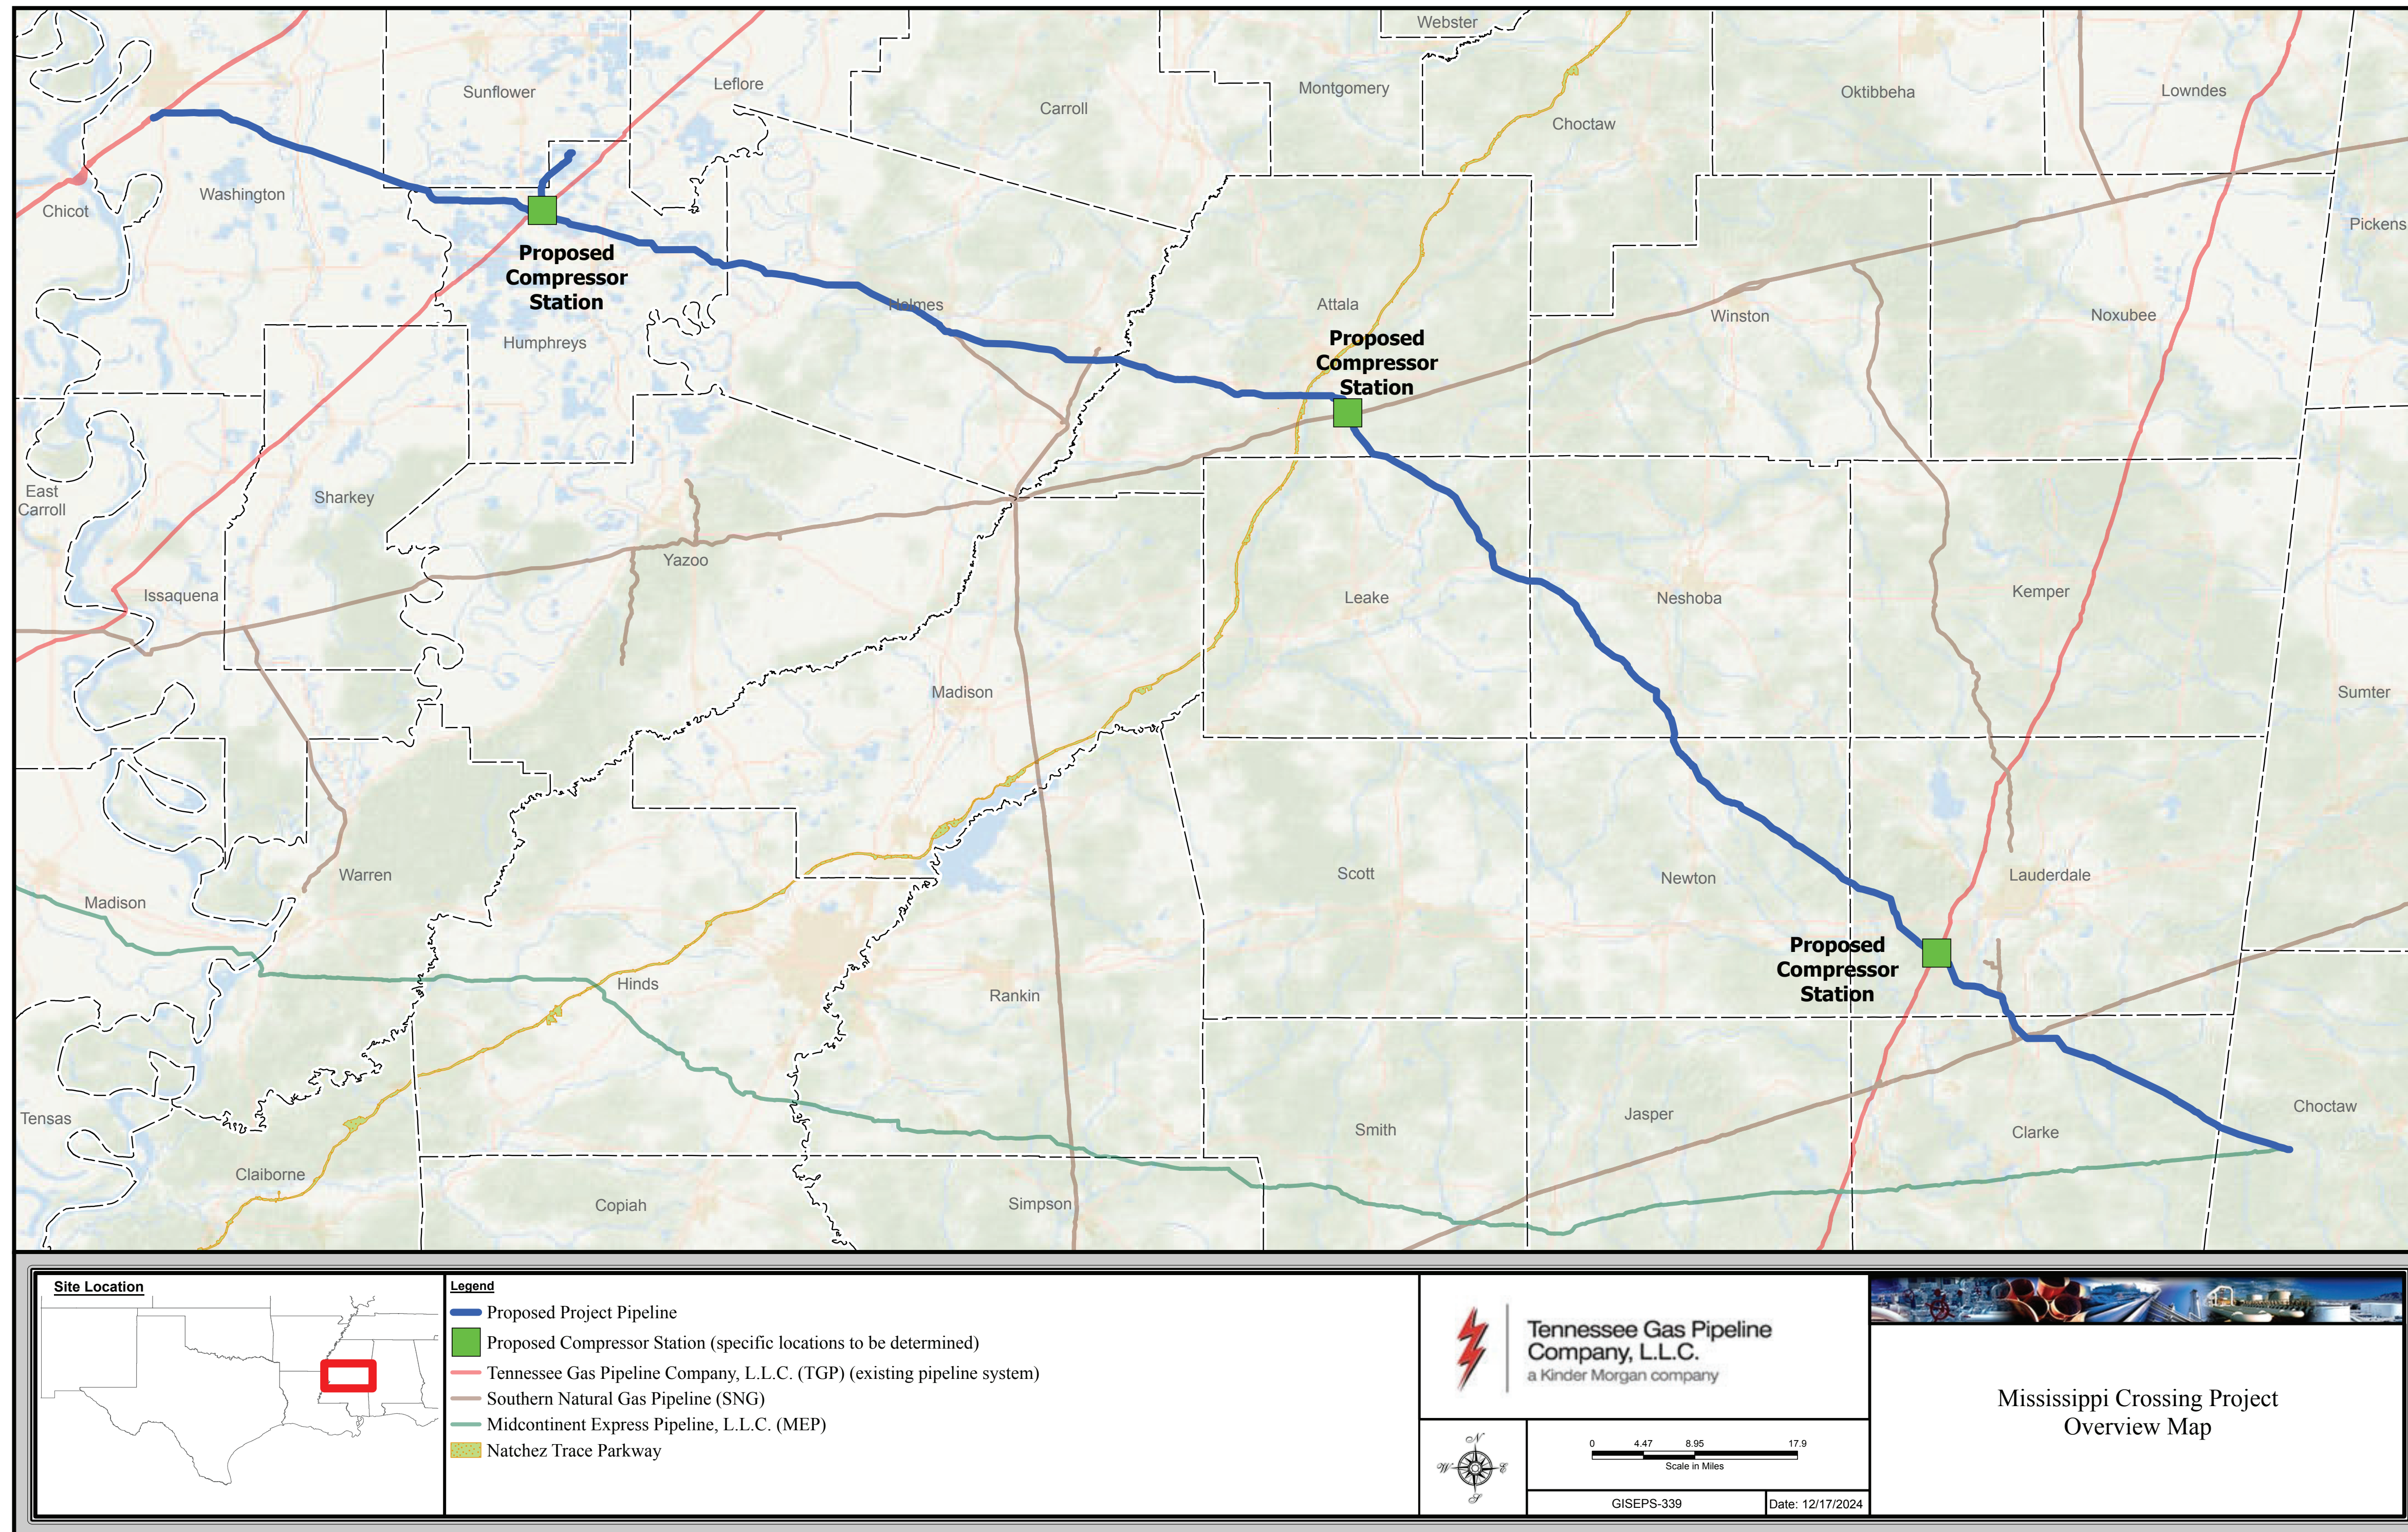 Webster
Sunflower
Leflore
Carroll
Montgomery
Choctaw
Oktibbeha
Lowndes
Washington
Chicot
Pickens
Proposed
Compressor
Station
Holmes
Attala
Winston
Noxubee
Humphreys
Proposed
Compressor
Station
East
Carroll
Sharkey
Yazoo
Issaquena
Leake
Neshoba
Kemper
Madison
Sumter
Warren
Madison
Scott
Newton
Lauderdale
Proposed
Compressor
Station
Hinds
Rankin
Tensas
Smith
Jasper
Clarke
Choctaw
Claiborne
Copiah
Simpson
Site Location
Legend
Proposed Project Pipeline
Proposed Compressor Station (specific locations to be determined)
Tennessee Gas Pipeline Company, L.L.C. (TGP) (existing pipeline system)
Southern Natural Gas Pipeline (SNG)
Midcontinent Express Pipeline, L.L.C. (MEP)
Natchez Trace Parkway
Tennessee Gas Pipeline
Company, L.L.C.
a Kinder Morgan company
N
W E
S
0 4.47 8.95 17.9
Scale in Miles
GISEPS-339
Date: 12/17/2024
Mississippi Crossing Project
Overview Map